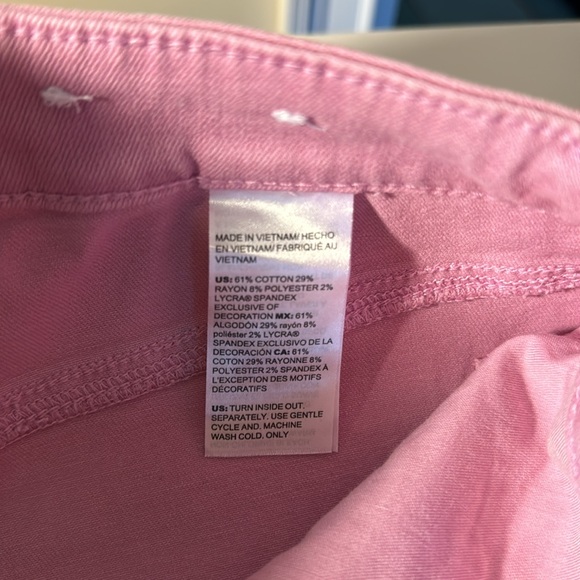 MADE IN VIETNAM/ HECHO
EN VIETNAM/ FABRIQUÉ AU
VIETNAM
US: 61% COTTON 29%
RAYON 8% POLYESTER 2%
LYCRA® SPANDEX
EXCLUSIVE OF
DECORATION MX: 61%
ALGODÓN 29% rayón 8%
poliéster 2% LYCRA®
SPANDEX EXCLUSIVO DE LA
DECORACIÓN CA: 61%
COTON 29% RAYONNE 8%
POLYESTER 2% SPANDEX À
L'EXCEPTION DES MOTIFS
DÉCORATIFS
US: TURN INSIDE OUT.
SEPARATELY. USE GENTLE
CYCLE AND. MACHINE
WASH COLD. ONLY